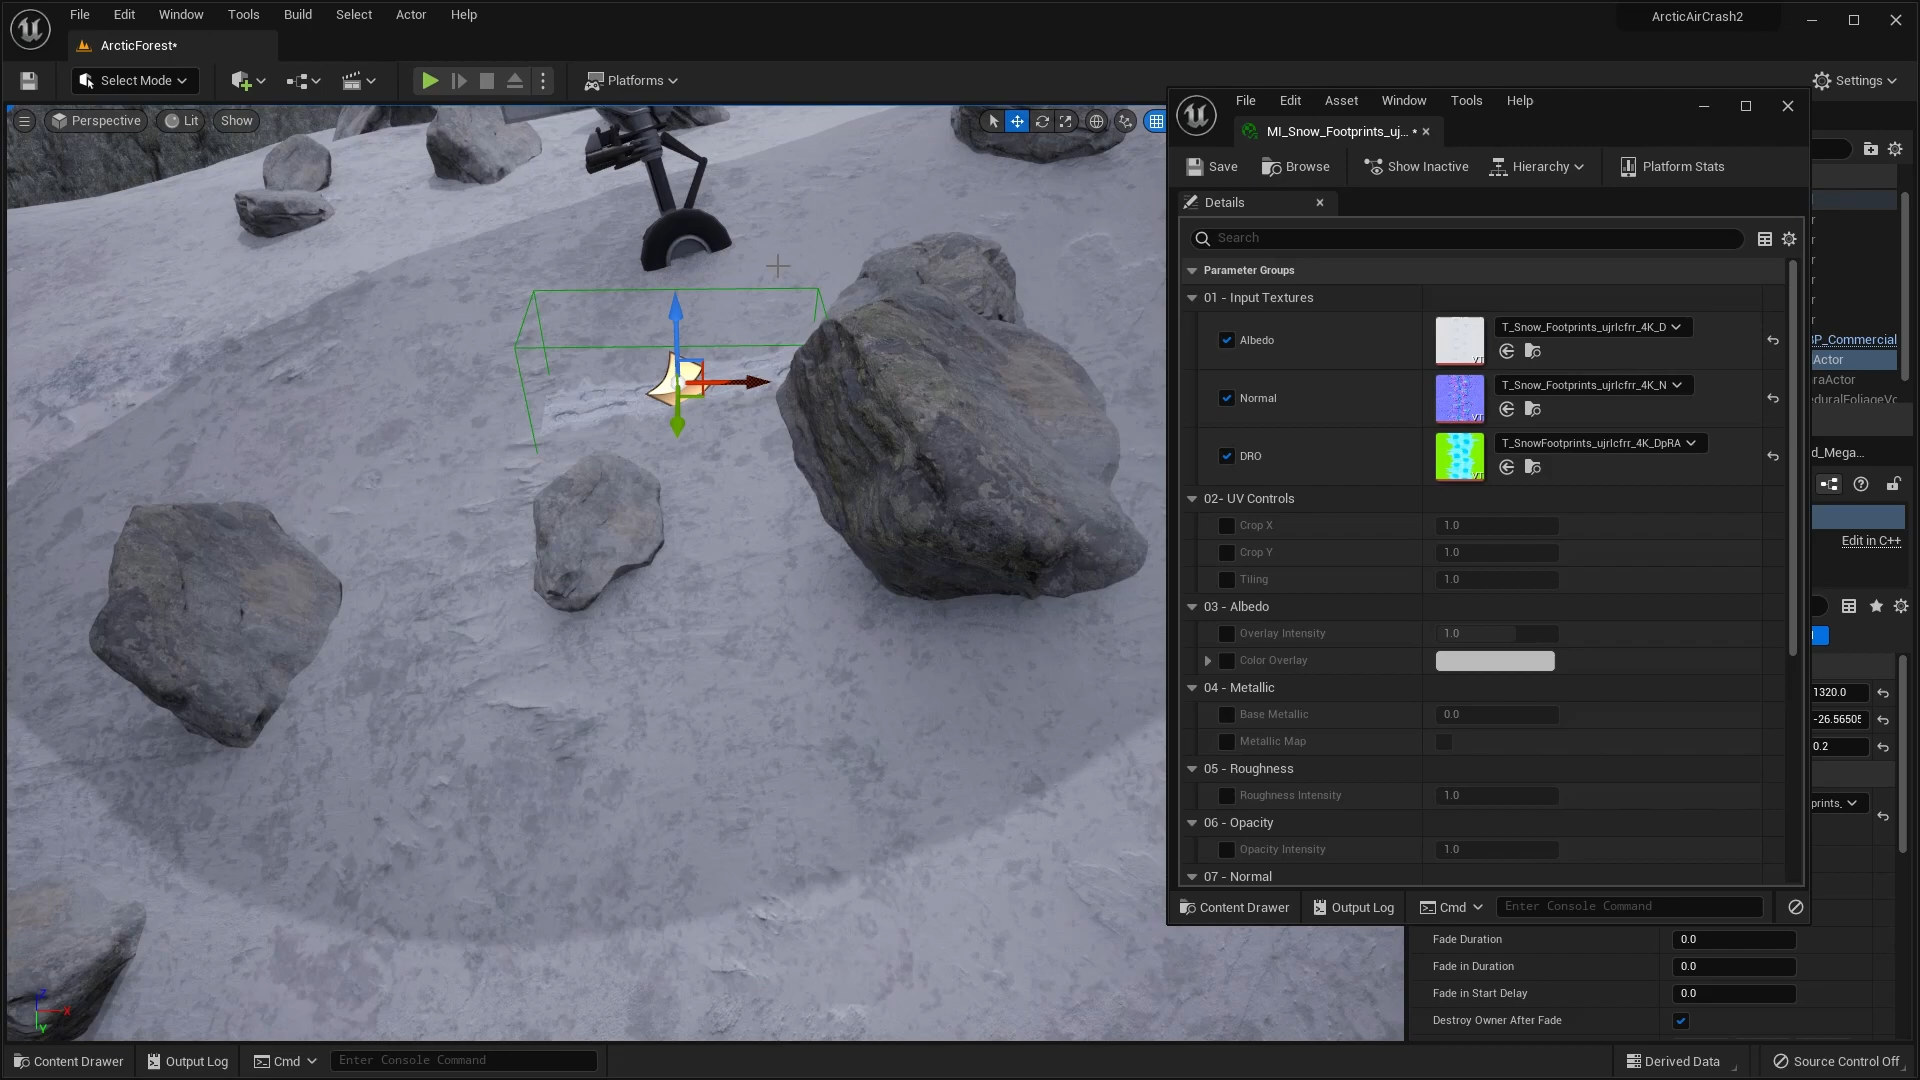 File Edit Window Tools Build Select Actor Help
ArcticAirCrash2
ArcticForest*
Select Mode
Platforms
Settings
Perspective
Lit
Show
File Edit Asset Window Tools Help
MI_Snow_Footprints_uj... *
Save
Browse
Show Inactive
Hierarchy
Platform Stats
Details
Search
Parameter Groups
01 - Input Textures
Albedo
T_Snow_Footprints_ujrlcfrr_4K_D
VT
Normal
T_Snow_Footprints_ujrlcfrr_4K_N
VT
DRO
T_SnowFootprints_ujrlcfrr_4K_DpRA
VT
02- UV Controls
Crop X 1.0
Crop Y 1.0
Tiling 1.0
03 - Albedo
Overlay Intensity 1.0
Color Overlay
04 - Metallic
Base Metallic 0.0
Metallic Map
05 - Roughness
Roughness Intensity 1.0
06 - Opacity
Opacity Intensity 1.0
07 - Normal
Content Drawer
Output Log
Cmd
Enter Console Command
BP_Commercial
Actor
raActor
d_Mega...
Edit in C++
1320.0
-26.56505
0.2
prints_
Fade Duration 0.0
Fade in Duration 0.0
Fade in Start Delay 0.0
Destroy Owner After Fade
Z
X
Y
Content Drawer
Output Log
Cmd
Enter Console Command
Derived Data
Source Control Off